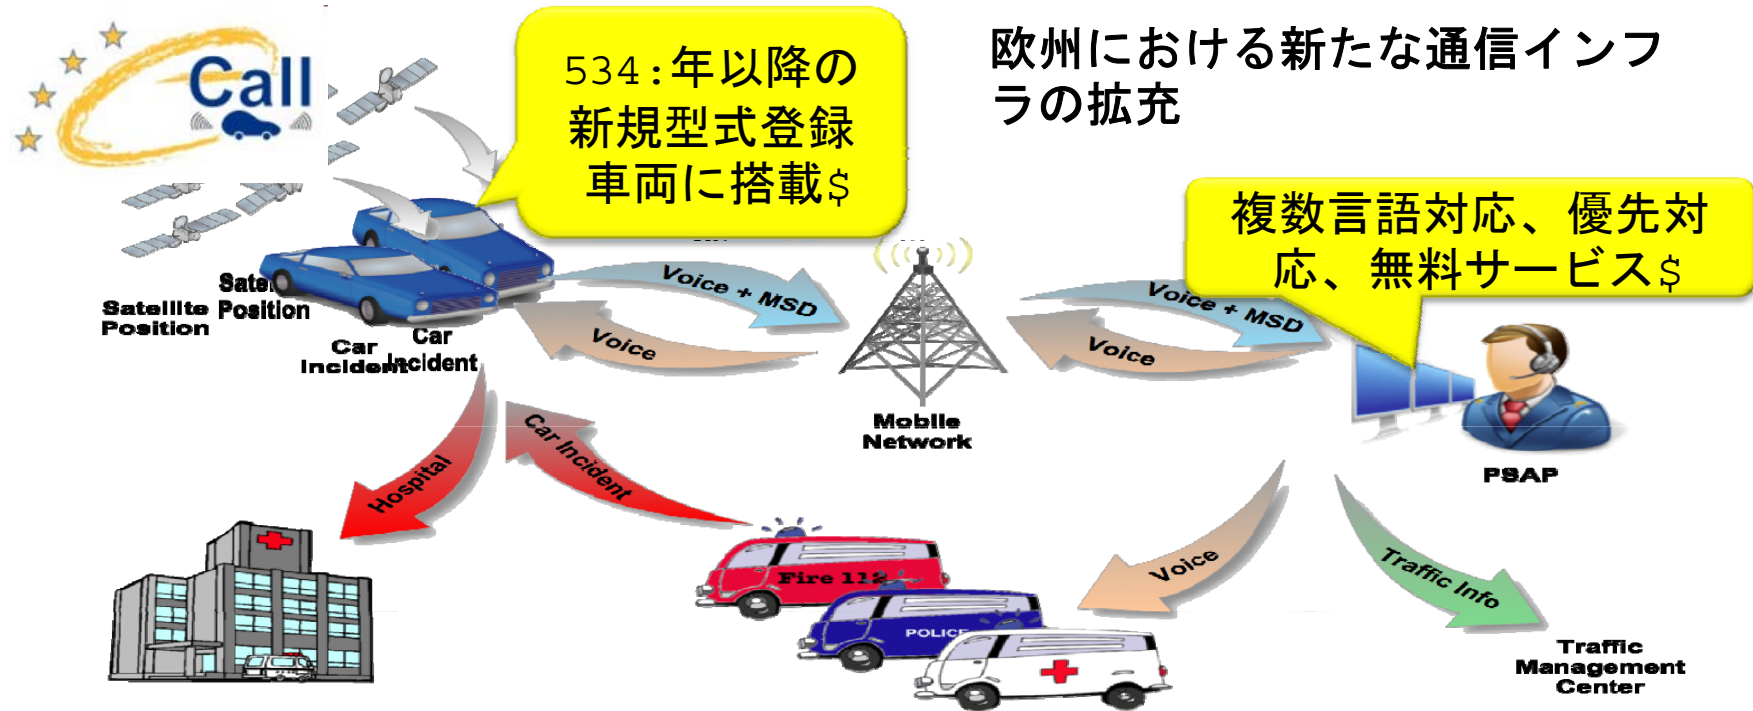 Call
534:年以降の
新規型式登録
車両に搭載$
欧州における新たな通信インフ
ラの拡充
複数言語対応、優先対
応、無料サービス$
Satellite
Position
Position
Car
Incident
Car
Incident
Voice + MSD
Voice
Mobile
Network
Voice + MSD
Voice
PSAP
Hospital
Car Incident
Fire 112
POLICE
Voice
Traffic Info
Traffic
Management
Center